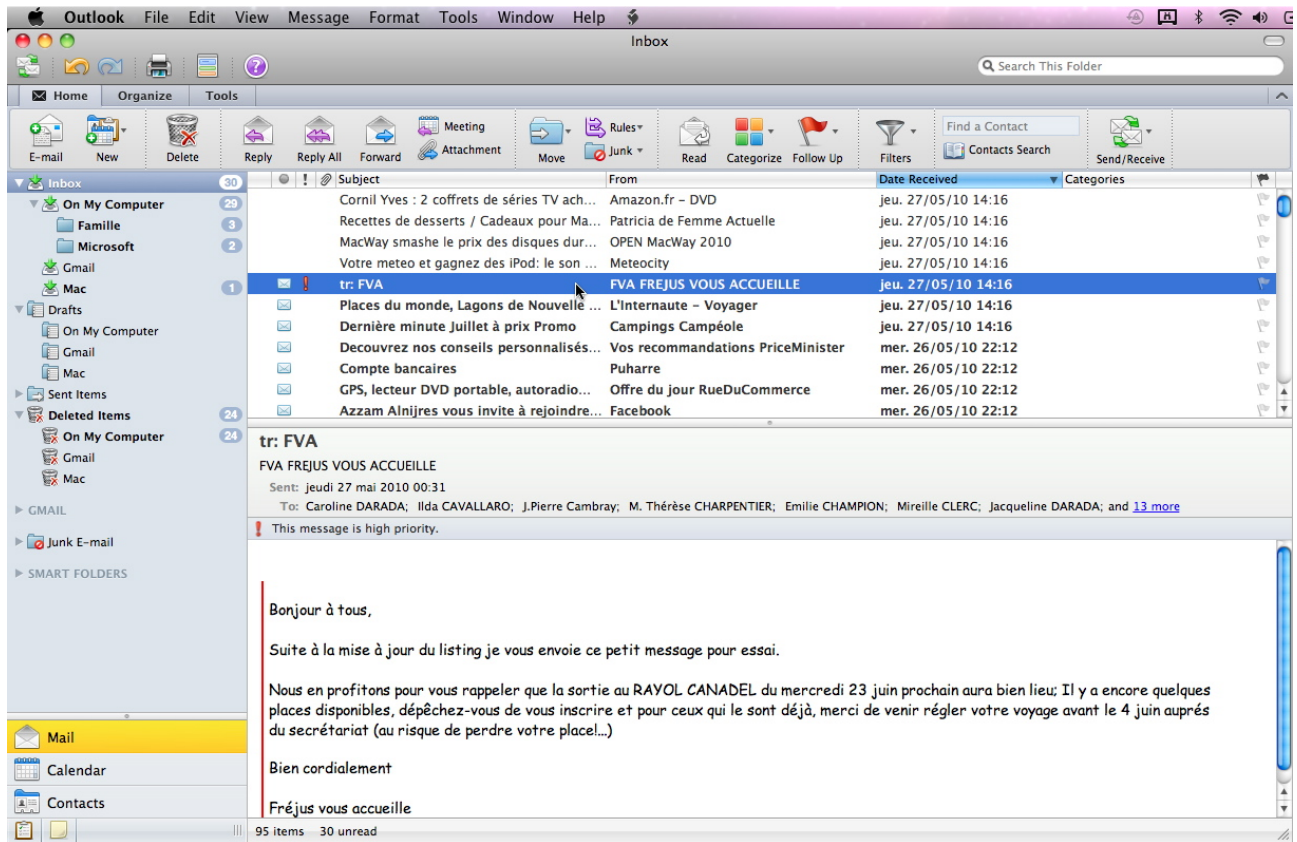 Outlook File Edit View Message Format Tools Window Help
Inbox
Search This Folder
Home Organize Tools
E-mail New Delete Reply Reply All Forward Meeting Attachment Move Rules Junk Read Categorize Follow Up Filters Find a Contact Contacts Search Send/Receive
Inbox 30
On My Computer 29
Famille 3
Microsoft 2
Gmail
Mac 1
Drafts
On My Computer
Gmail
Mac
Sent Items
Deleted Items 24
On My Computer 24
Gmail
Mac
GMAIL
Junk E-mail
SMART FOLDERS
Mail
Calendar
Contacts
! Subject From Date Received Categories
Cornil Yves : 2 coffrets de séries TV ach... Amazon.fr – DVD jeu. 27/05/10 14:16
Recettes de desserts / Cadeaux pour Ma... Patricia de Femme Actuelle jeu. 27/05/10 14:16
MacWay smashe le prix des disques dur... OPEN MacWay 2010 jeu. 27/05/10 14:16
Votre meteo et gagnez des iPod: le son ... Meteocity jeu. 27/05/10 14:16
! tr: FVA FVA FREJUS VOUS ACCUEILLE jeu. 27/05/10 14:16
Places du monde, Lagons de Nouvelle ... L'Internaute – Voyager jeu. 27/05/10 14:16
Dernière minute Juillet à prix Promo Campings Campéole jeu. 27/05/10 14:16
Decouvrez nos conseils personnalisés... Vos recommandations PriceMinister mer. 26/05/10 22:12
Compte bancaires Puharre mer. 26/05/10 22:12
GPS, lecteur DVD portable, autoradio... Offre du jour RueDuCommerce mer. 26/05/10 22:12
Azzam Alnijres vous invite à rejoindre... Facebook mer. 26/05/10 22:12
tr: FVA
FVA FREJUS VOUS ACCUEILLE
Sent: jeudi 27 mai 2010 00:31
To: Caroline DARADA; Ilda CAVALLARO; J.Pierre Cambray; M. Thérèse CHARPENTIER; Emilie CHAMPION; Mireille CLERC; Jacqueline DARADA; and 13 more
! This message is high priority.
Bonjour à tous,
Suite à la mise à jour du listing je vous envoie ce petit message pour essai.
Nous en profitons pour vous rappeler que la sortie au RAYOL CANADEL du mercredi 23 juin prochain aura bien lieu; Il y a encore quelques
places disponibles, dépêchez-vous de vous inscrire et pour ceux qui le sont déjà, merci de venir régler votre voyage avant le 4 juin auprés
du secrétariat (au risque de perdre votre place!...)
Bien cordialement
Fréjus vous accueille
95 items 30 unread